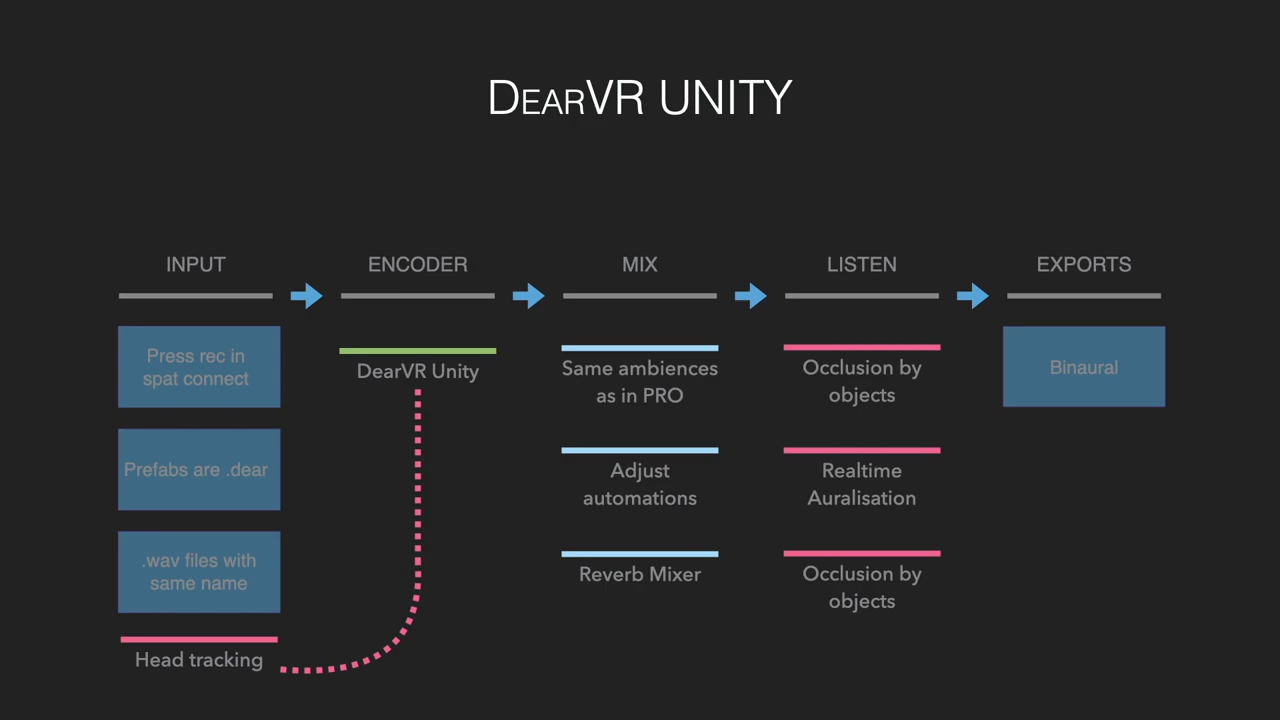 DEARVR UNITY
INPUT
ENCODER
MIX
LISTEN
EXPORTS
Press rec in
spat connect
Prefabs are .dear
.wav files with
same name
Head tracking
DearVR Unity
Same ambiences
as in PRO
Adjust
automations
Reverb Mixer
Occlusion by
objects
Realtime
Auralisation
Occlusion by
objects
Binaural